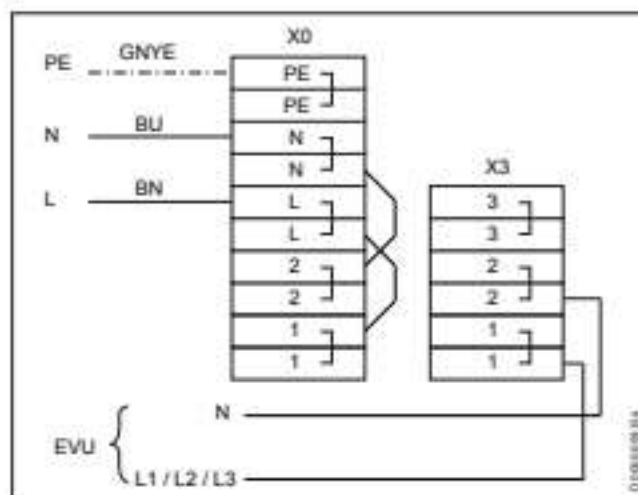 X0
PE GNYE PE
PE
N BU N
N X3
L BN L 3
L 3
2 2
2 2
1 1
1 1
EVU N
L1 / L2 / L3